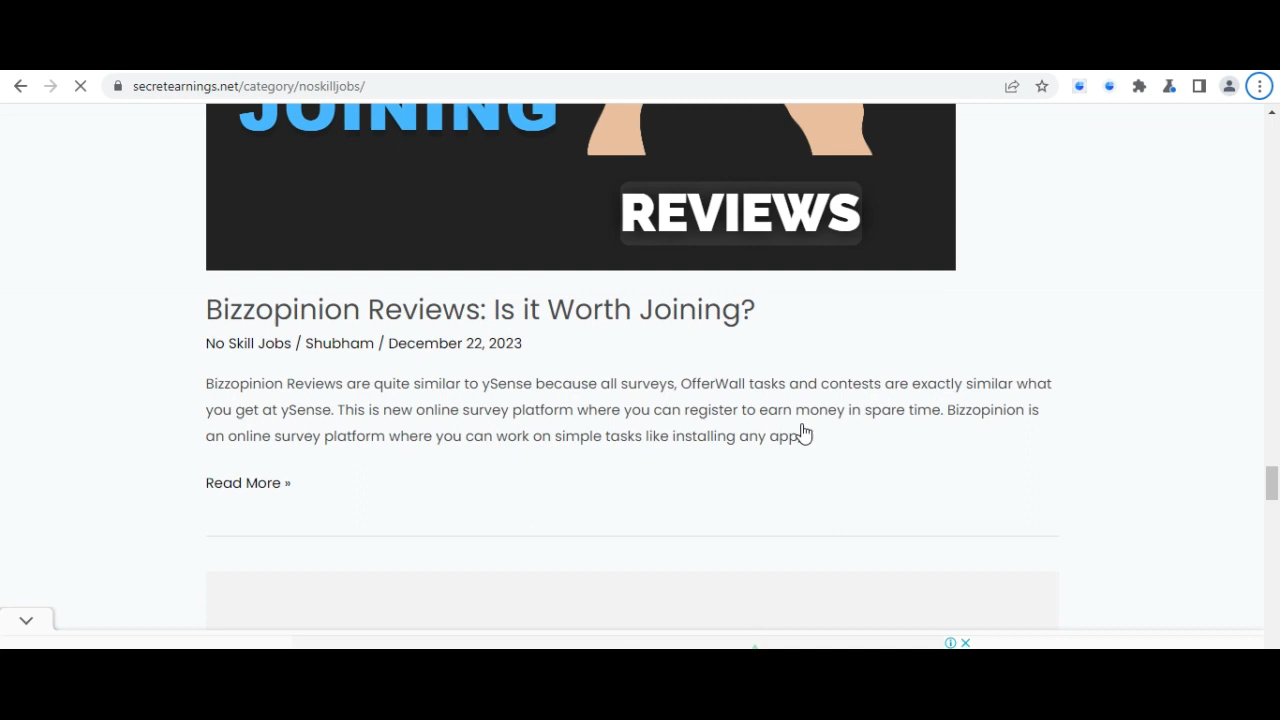 secretearnings.net/category/noskilljobs/
JOINING
REVIEWS
Bizzopinion Reviews: Is it Worth Joining?
No Skill Jobs / Shubham / December 22, 2023
Bizzopinion Reviews are quite similar to ySense because all surveys, OfferWall tasks and contests are exactly similar what
you get at ySense. This is new online survey platform where you can register to earn money in spare time. Bizzopinion is
an online survey platform where you can work on simple tasks like installing any app
Read More »